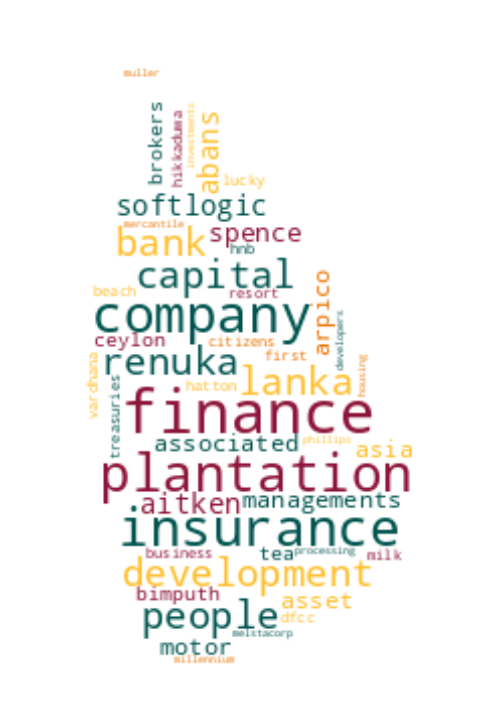 muller
brokers
hikkaduma
investments
abans
lucky
softlogic
mercantile
bank
spence
hnb
capital
beach
resort
company
arpico
developers
ceylon
citizens
renuka
first
housing
vardhana
treasuries
hatton
lanka
finance
associated
phillips
asia
plantation
aitken
managements
insurance
business
tea
processing
milk
development
bimputh
asset
people
dfcc
melstacorp
motor
millennium